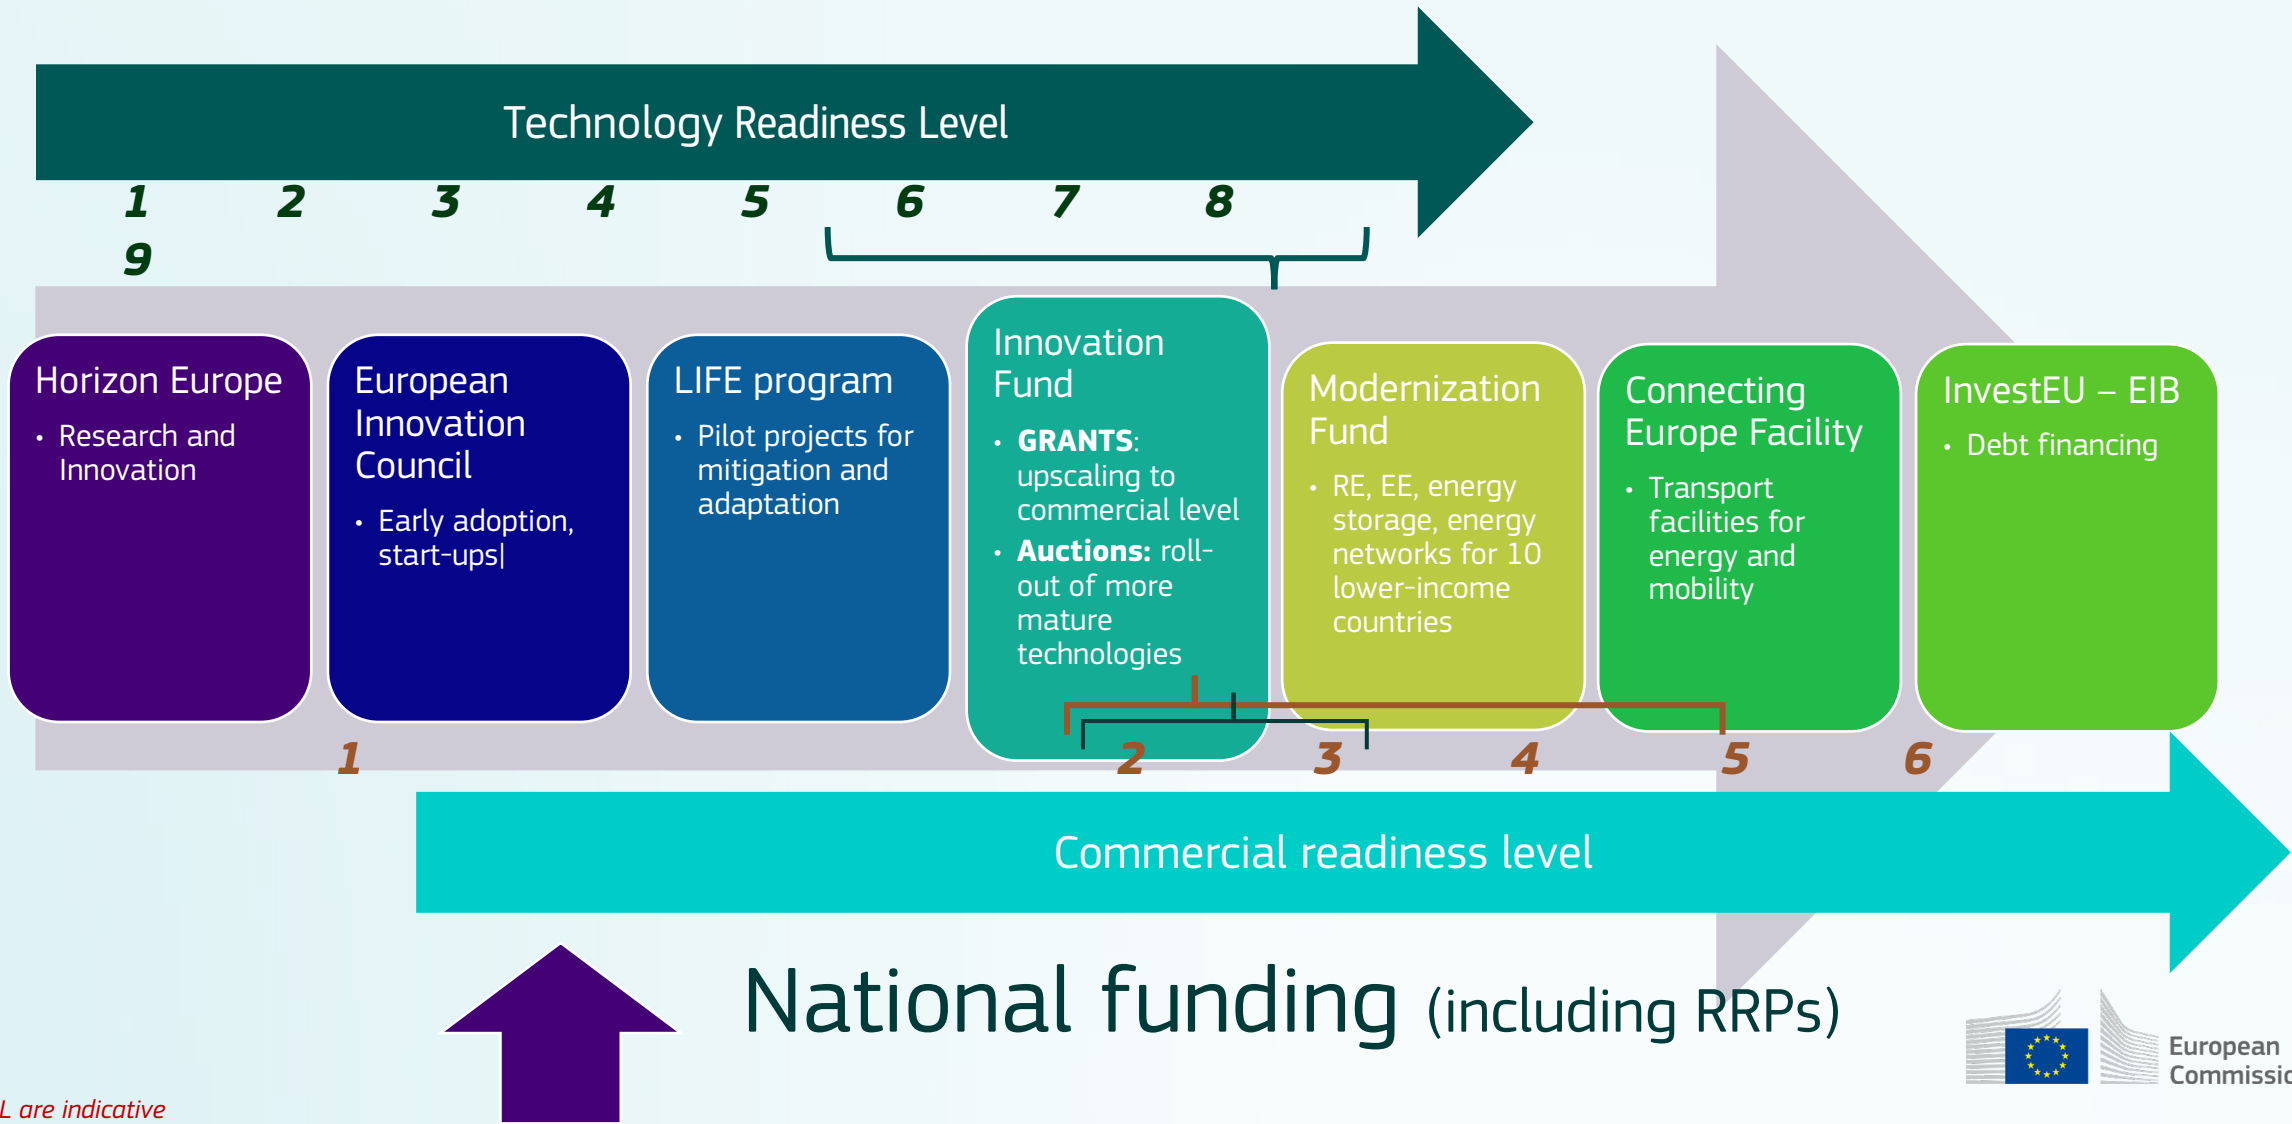 Technology Readiness Level
1 2 3 4 5 6 7 8
9
Horizon Europe
• Research and
Innovation
European
Innovation
Council
• Early adoption,
start-ups|
LIFE program
• Pilot projects for
mitigation and
adaptation
Innovation
Fund
• GRANTS:
upscaling to
commercial level
• Auctions: roll-
out of more
mature
technologies
Modernization
Fund
• RE, EE, energy
storage, energy
networks for 10
lower-income
countries
Connecting
Europe Facility
• Transport
facilities for
energy and
mobility
InvestEU – EIB
• Debt financing
1 2 3 4 5 6
Commercial readiness level
National funding (including RRPs)
L are indicative
European
Commissio